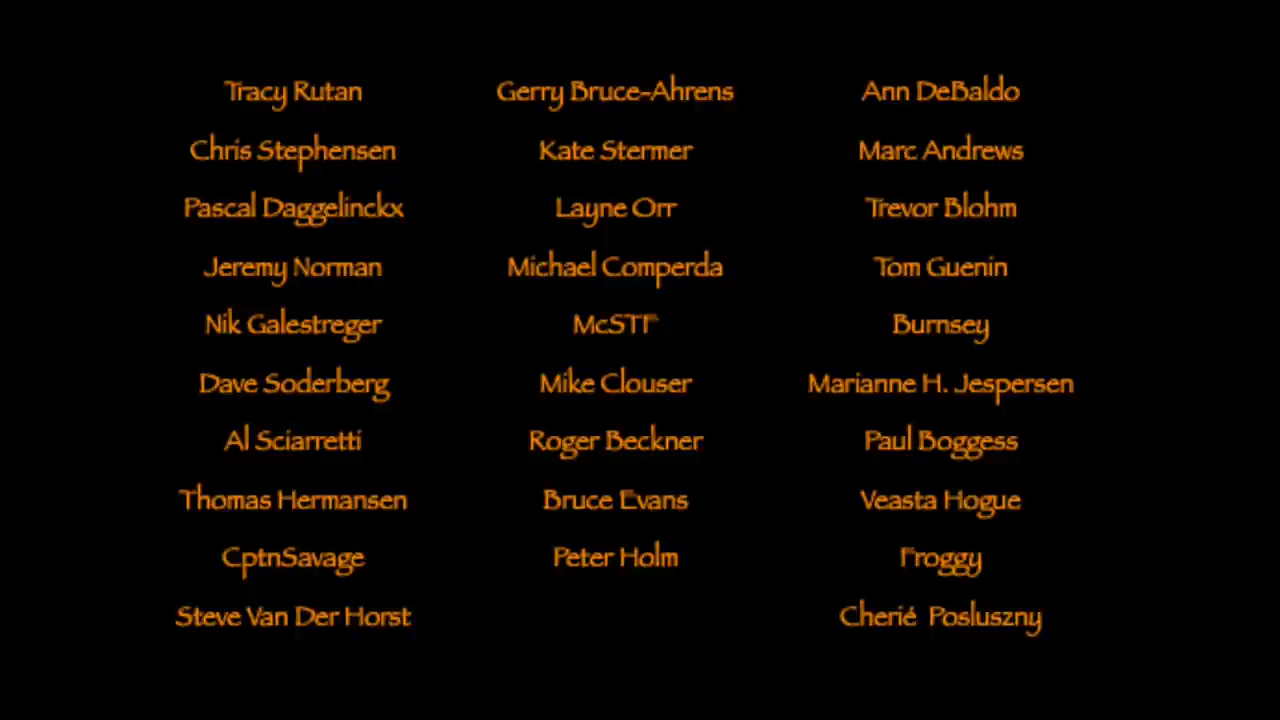 Tracy Rutan
Chris Stephensen
Pascal Daggelinckx
Jeremy Norman
Nik Galestreger
Dave Soderberg
Al Sciarretti
Thomas Hermansen
CptnSavage
Steve Van Der Horst
Gerry Bruce-Ahrens
Kate Stermer
Layne Orr
Michael Comperda
McSTF
Mike Clouser
Roger Beckner
Bruce Evans
Peter Holm
Ann DeBaldo
Marc Andrews
Trevor Blohm
Tom Guenin
Burnsey
Marianne H. Jespersen
Paul Boggess
Veasta Hogue
Froggy
Cherié Posluszny